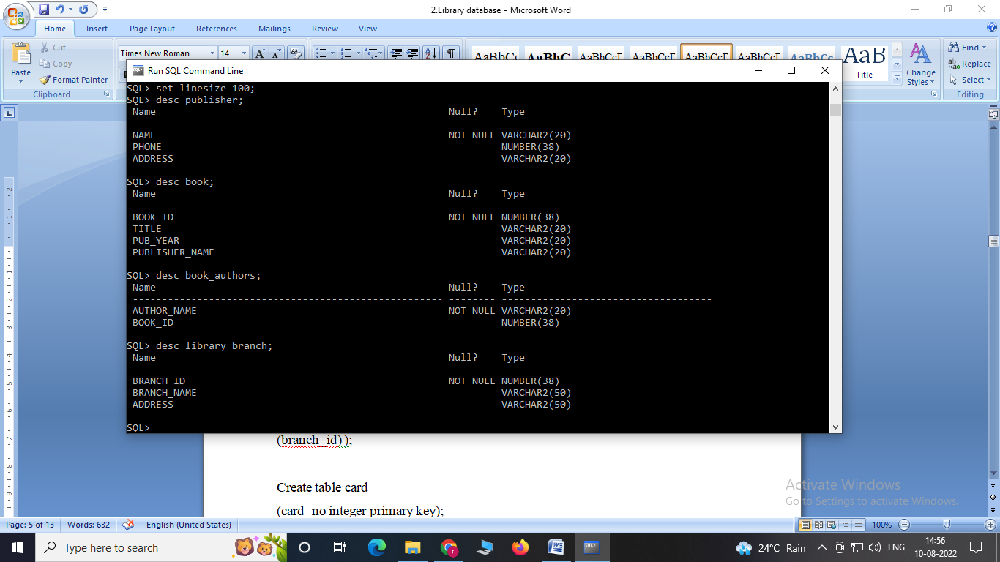 2.Library database - Microsoft Word
Home Insert Page Layout References Mailings Review View
Cut
Copy
Format Painter
Paste
Clipboard
Times New Roman 14
AaBbCc AaBbC AaBbCcD AaBbCcD AaBbCcD AaBbCcD AaBbCc AaB
Title
Change
Styles
Find
Replace
Select
Editing
Run SQL Command Line
SQL> set linesize 100;
SQL> desc publisher;
Name Null? Type
----------------------------------------------------- -------- ------------------------------------
NAME NOT NULL VARCHAR2(20)
PHONE NUMBER(38)
ADDRESS VARCHAR2(20)
SQL> desc book;
Name Null? Type
----------------------------------------------------- -------- ------------------------------------
BOOK_ID NOT NULL NUMBER(38)
TITLE VARCHAR2(20)
PUB_YEAR VARCHAR2(20)
PUBLISHER_NAME VARCHAR2(20)
SQL> desc book_authors;
Name Null? Type
----------------------------------------------------- -------- ------------------------------------
AUTHOR_NAME NOT NULL VARCHAR2(20)
BOOK_ID NUMBER(38)
SQL> desc library_branch;
Name Null? Type
----------------------------------------------------- -------- ------------------------------------
BRANCH_ID NOT NULL NUMBER(38)
BRANCH_NAME VARCHAR2(50)
ADDRESS VARCHAR2(50)
SQL>
(branch_id) );
Create table card
(card_no integer primary key);
Activate Windows
Go to Settings to activate Windows.
Page: 5 of 13 Words: 632 English (United States) 100%
Type here to search
24°C Rain ENG
14:56
10-08-2022